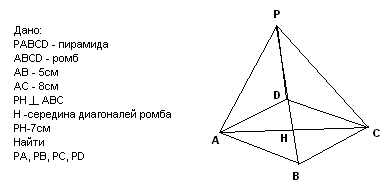 Дано:
PABCD - пирамида
ABCD - ромб
AB - 5см
AC - 8см
PH ⊥ ABC
H -середина диагоналей ромба
PH-7см
Найти
PA, PB, PC, PD
P
D
A
H
C
B